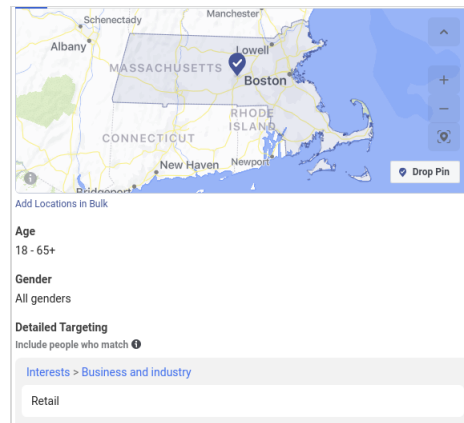 Manchester
Schenectady
Albany
Lowell
MASSACHUSETTS
Boston
RHODE
ISLAND
CONNECTICUT
New Haven
Newport
Bridgeport
Drop Pin
Add Locations in Bulk
Age
18 - 65+
Gender
All genders
Detailed Targeting
Include people who match
Interests > Business and industry
Retail